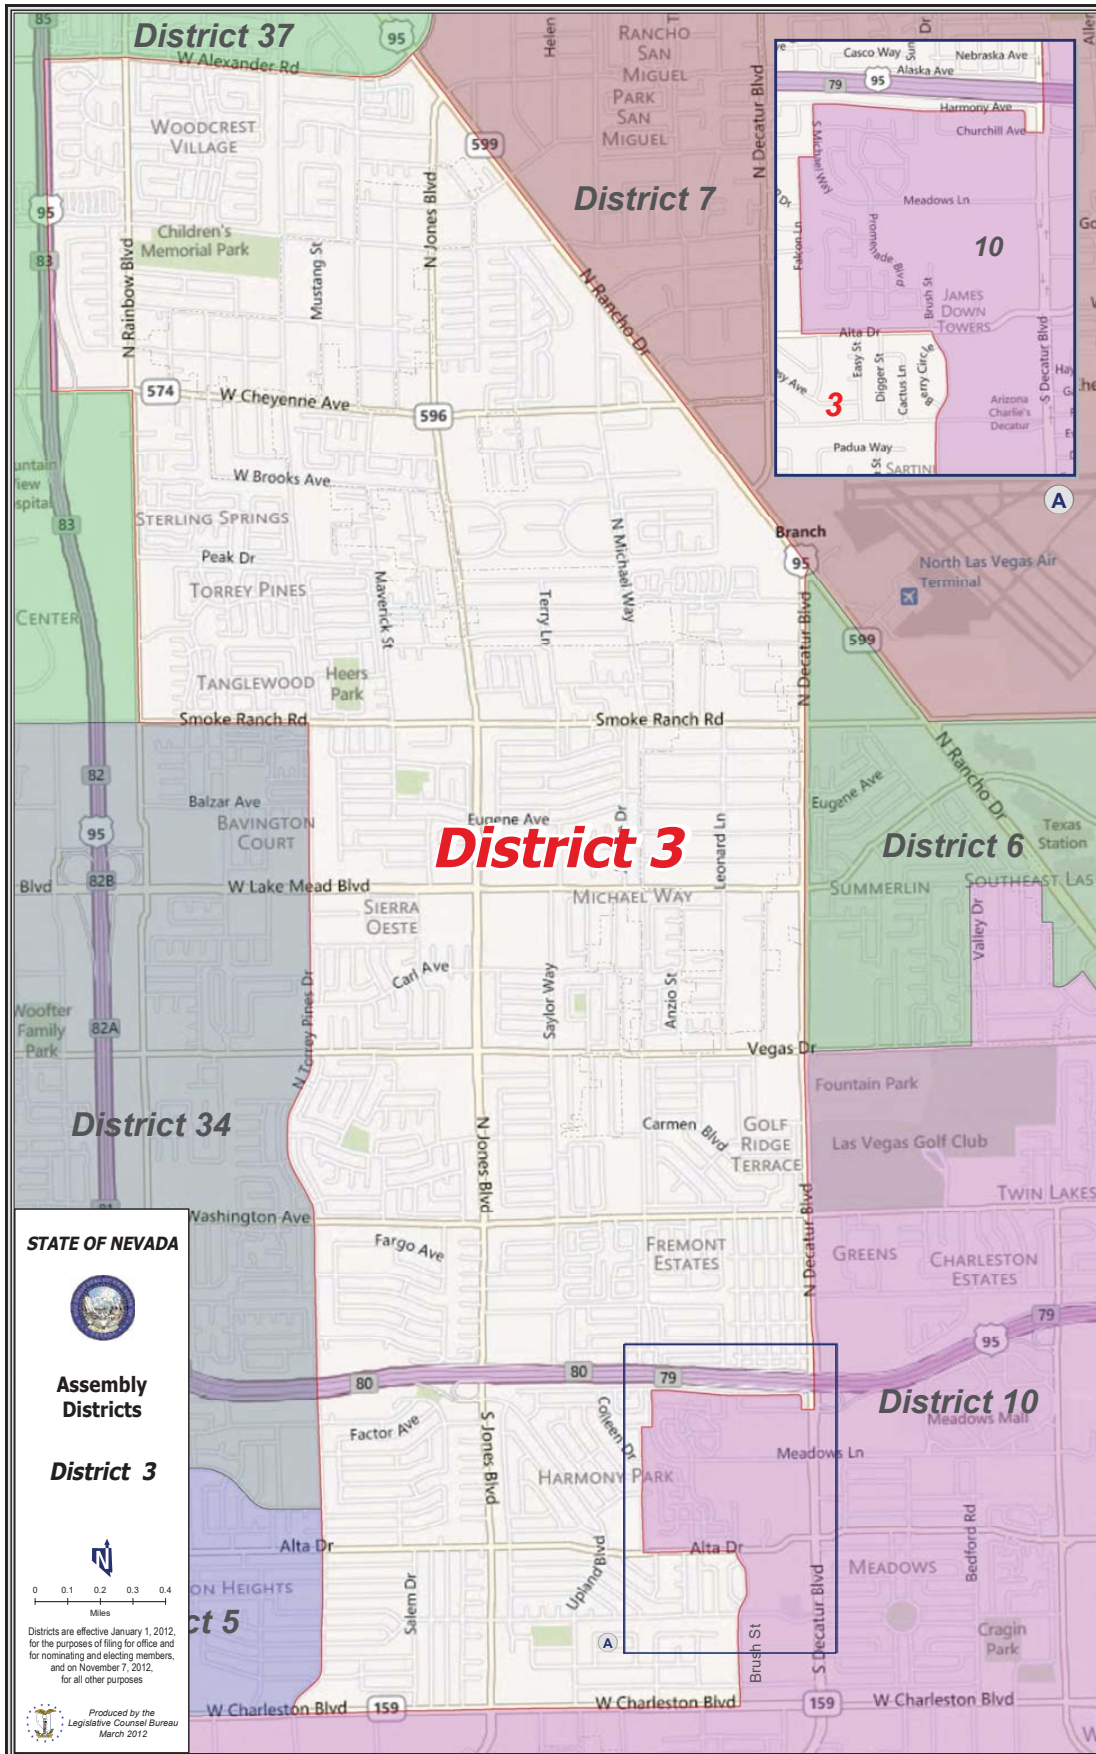 85
District 37
95
W Alexander Rd
Helen
RANCHO
SAN
MIGUEL
PARK
SAN
MIGUEL
N Decatur Blvd
Casco Way
Nebraska Ave
Alaska Ave
79
95
Harmony Ave
Churchill Ave
S Michael Way
Meadows Ln
Falcon Ln
Promenade Blvd
10
Brush St
JAMES
DOWN
TOWERS
Alta Dr
Easy St
Digger St
Cactus Ln
Berry Circle
S Decatur Blvd
3
Arizona
Charlie's
Decatur
Padua Way
SARTINI
A
WOODCREST
VILLAGE
599
District 7
95
83
Children's
Memorial Park
N Rainbow Blvd
Mustang St
N Jones Blvd
N Rancho Dr
574
W Cheyenne Ave
596
W Brooks Ave
STERLING SPRINGS
83
Peak Dr
TORREY PINES
Maverick St
Terry Ln
N Michael Way
Branch
95
North Las Vegas Air
Terminal
CENTER
N Decatur Blvd
599
TANGLEWOOD
Heers
Park
Smoke Ranch Rd
Smoke Ranch Rd
N Rancho Dr
82
95
Balzar Ave
BAVINGTON
COURT
Eugene Ave
Leonard Ln
Eugene Ave
District 3
District 6
Texas
Station
Blvd
82B
W Lake Mead Blvd
MICHAEL WAY
SUMMERLIN
SOUTHEAST LAS
SIERRA
OESTE
Carl Ave
Saylor Way
Anzio St
Valley Dr
Woofter
Family
Park
82A
N Torrey Pines Dr
Vegas Dr
Fountain Park
District 34
N Jones Blvd
Carmen Blvd
GOLF
RIDGE
TERRACE
Las Vegas Golf Club
TWIN LAKES
81
Washington Ave
Fargo Ave
FREMONT
ESTATES
N Decatur Blvd
GREENS
CHARLESTON
ESTATES
79
95
80
80
79
District 10
Meadows Mall
Factor Ave
S Jones Blvd
Colleen Dr
HARMONY PARK
Meadows Ln
Alta Dr
Alta Dr
MEADOWS
Bedford Rd
ON HEIGHTS
ct 5
Salem Dr
Upland Blvd
A
Brush St
S Decatur Blvd
Cragin
Park
W Charleston Blvd
159
W Charleston Blvd
159
W Charleston Blvd
STATE OF NEVADA
Assembly
Districts
District 3
N
0 0.1 0.2 0.3 0.4
Miles
Districts are effective January 1, 2012,
for the purposes of filing for office and
for nominating and electing members,
and on November 7, 2012,
for all other purposes
Produced by the
Legislative Counsel Bureau
March 2012